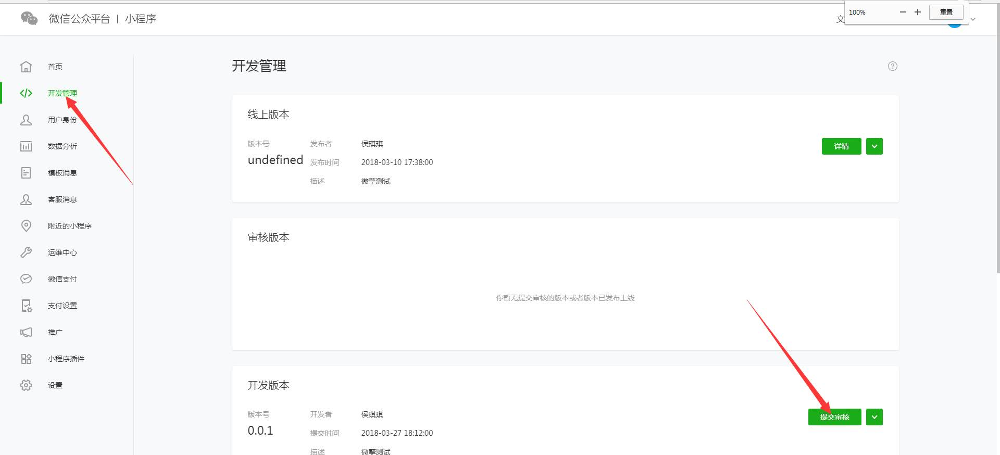 微信公众平台 | 小程序
文
100%
重置
首页
开发管理
用户身份
数据分析
模板消息
客服消息
附近的小程序
运维中心
微信支付
支付设置
推广
小程序插件
设置
开发管理
线上版本
版本号 发布者 侯琪琪
undefined 发布时间 2018-03-10 17:38:00
描述 微擎测试
详情
审核版本
你暂无提交审核的版本或者版本已发布上线
开发版本
版本号 开发者 侯琪琪
0.0.1 提交时间 2018-03-27 18:12:00
描述 微擎测试
提交审核